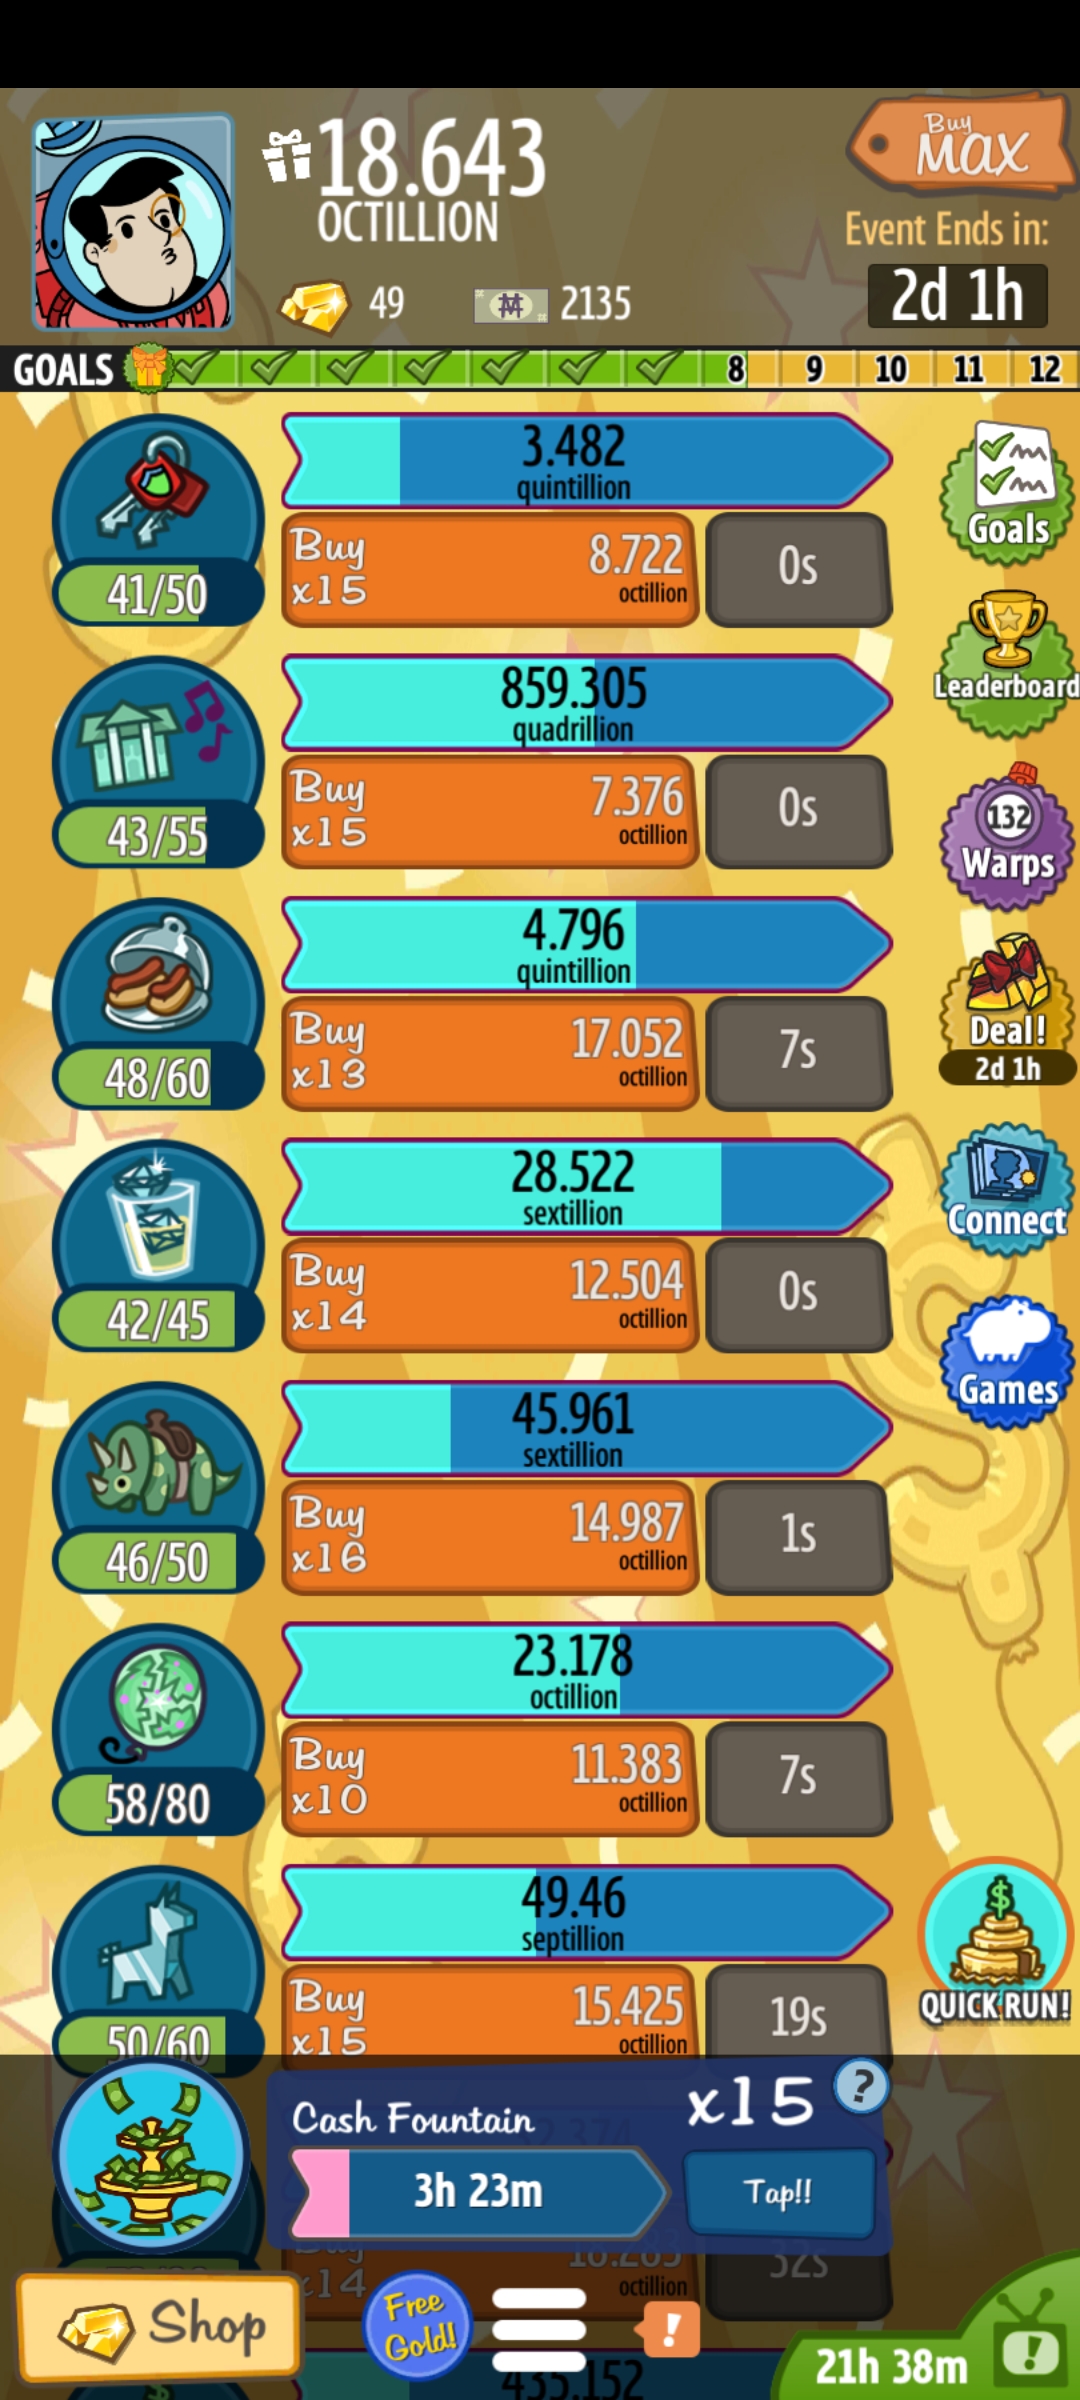 18.643
OCTILLION
Buy
MAX
Event Ends in:
2d 1h
49
2135
GOALS
8 9 10 11 12
3.482
quintillion
Buy
x15
8.722
octillion
0s
41/50
Goals
859.305
quadrillion
Buy
x15
7.376
octillion
0s
43/55
Leaderboard
4.796
quintillion
Buy
x13
17.052
octillion
7s
48/60
132
Warps
Deal!
2d 1h
28.522
sextillion
Buy
x14
12.504
octillion
0s
42/45
Connect
45.961
sextillion
Buy
x16
14.987
octillion
1s
46/50
Games
23.178
octillion
Buy
x10
11.383
octillion
7s
58/80
49.46
septillion
Buy
x15
15.425
octillion
19s
50/60
$
QUICK RUN!
Cash Fountain
x15
?
3h 23m
Tap!!
x14
octillion
32s
Shop
Free
Gold!
!
21h 38m
!
435.152